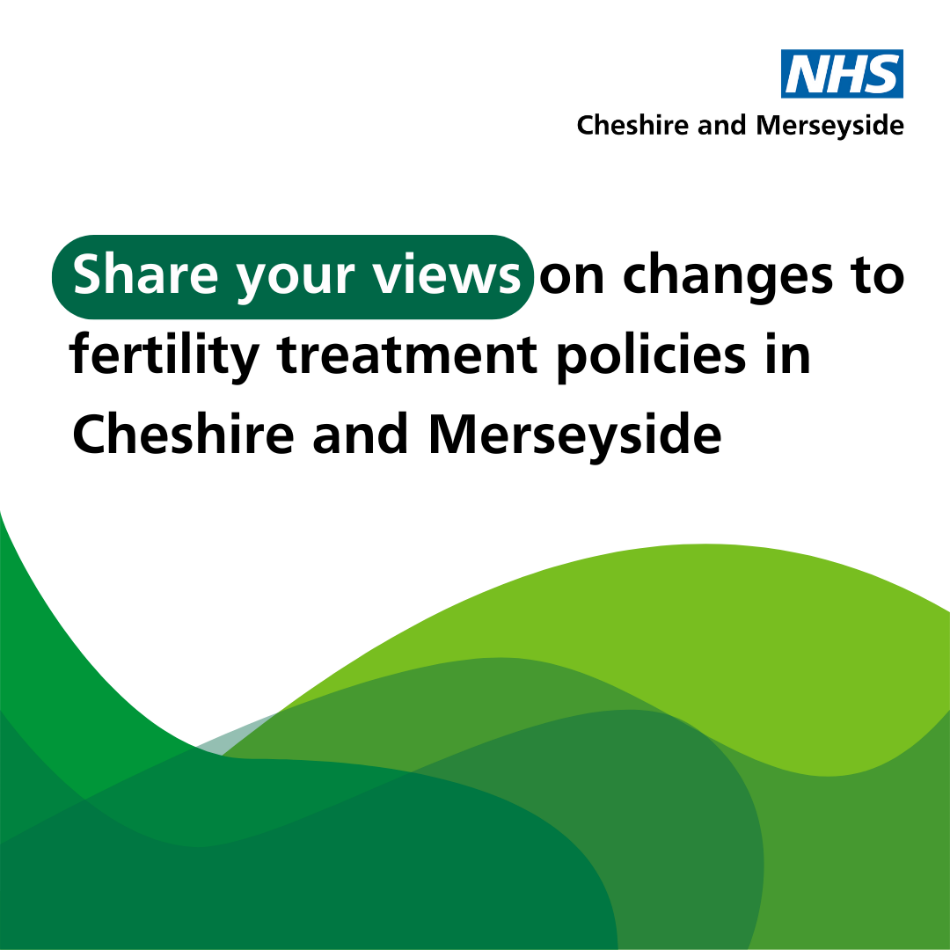 NHS
Cheshire and Merseyside
Share your views on changes to
fertility treatment policies in
Cheshire and Merseyside